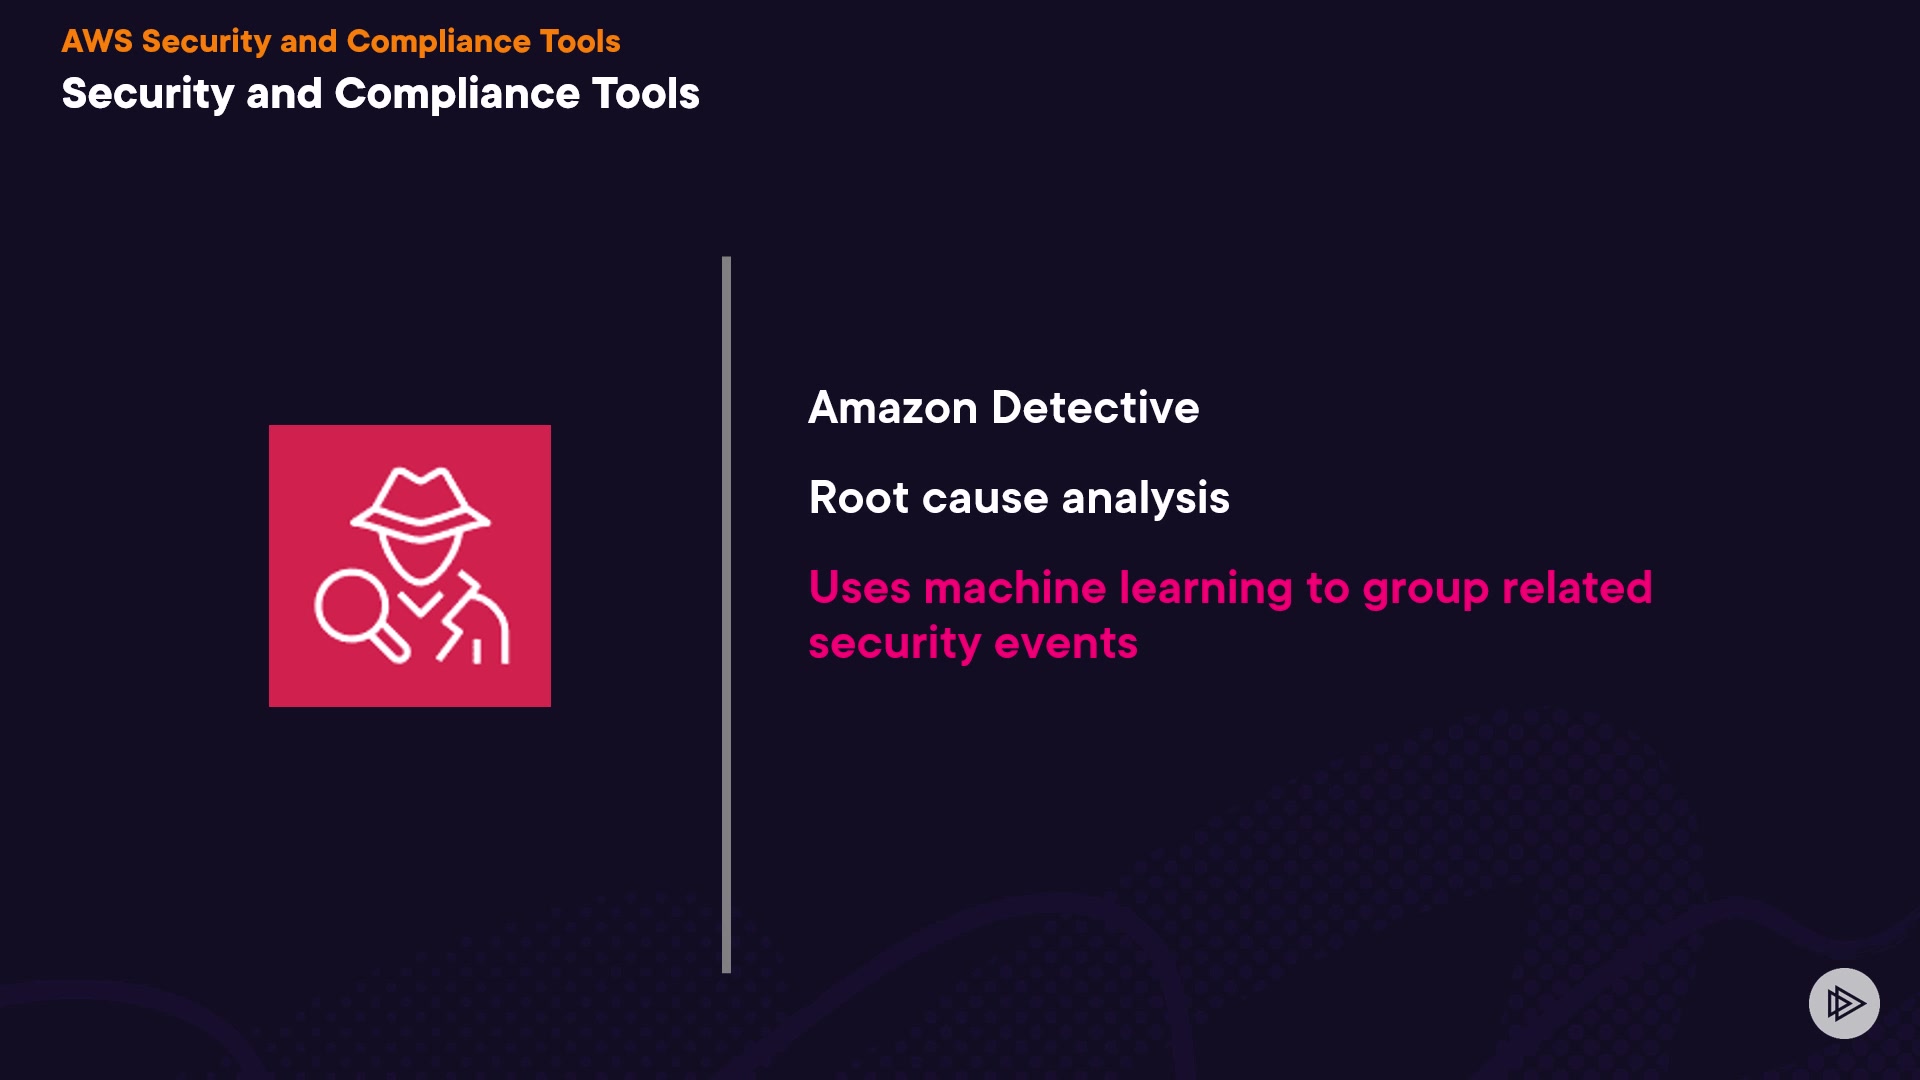 AWS Security and Compliance Tools
Security and Compliance Tools
Amazon Detective
Root cause analysis
Uses machine learning to group related
security events